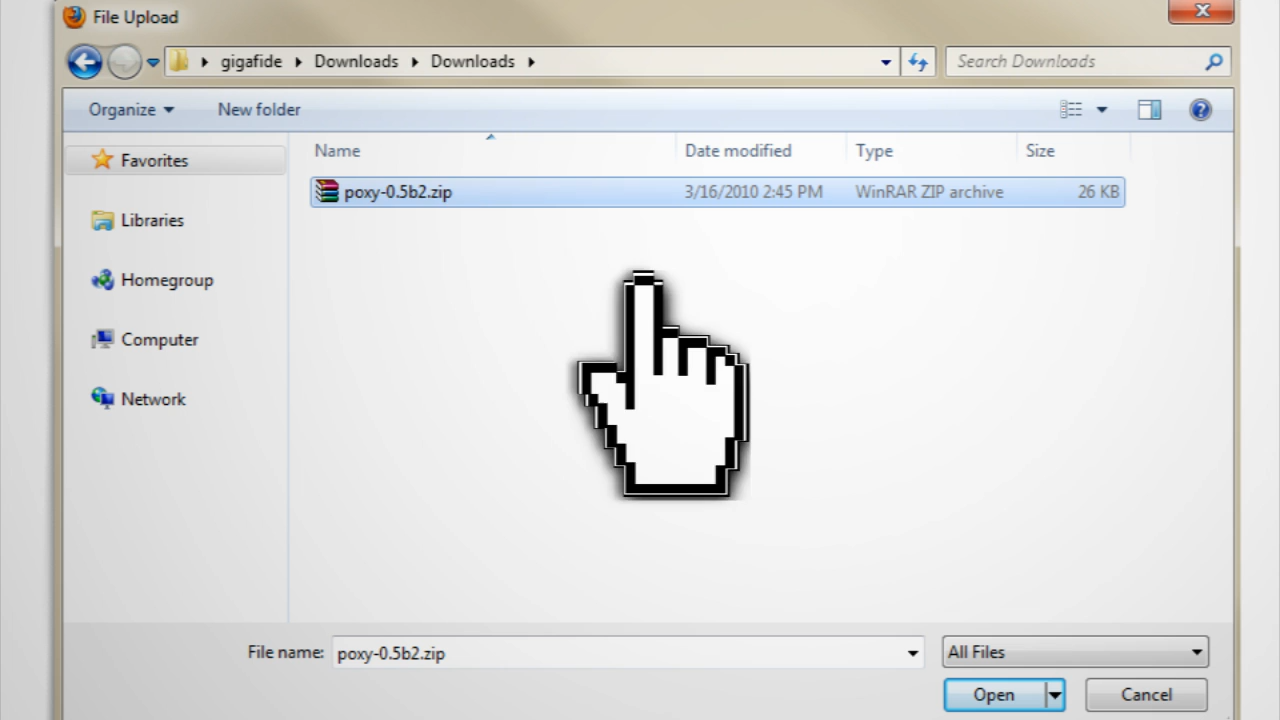 File Upload
gigafide Downloads Downloads Search Downloads
Organize New folder
Favorites
Libraries
Homegroup
Computer
Network
Name Date modified Type Size
poxy-0.5b2.zip 3/16/2010 2:45 PM WinRAR ZIP archive 26 KB
File name: poxy-0.5b2.zip All Files
Open Cancel